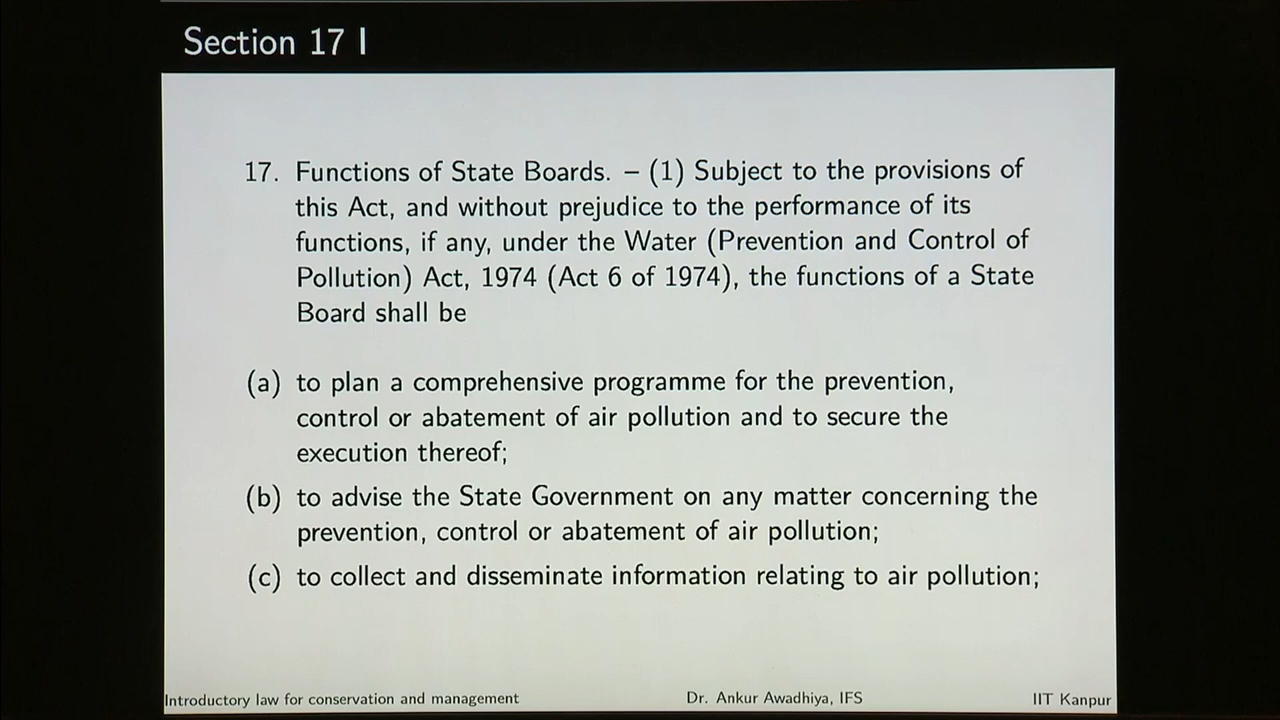 Section 17 I
17. Functions of State Boards. – (1) Subject to the provisions of
this Act, and without prejudice to the performance of its
functions, if any, under the Water (Prevention and Control of
Pollution) Act, 1974 (Act 6 of 1974), the functions of a State
Board shall be
(a) to plan a comprehensive programme for the prevention,
control or abatement of air pollution and to secure the
execution thereof;
(b) to advise the State Government on any matter concerning the
prevention, control or abatement of air pollution;
(c) to collect and disseminate information relating to air pollution;
Introductory law for conservation and management Dr. Ankur Awadhiya, IFS IIT Kanpur